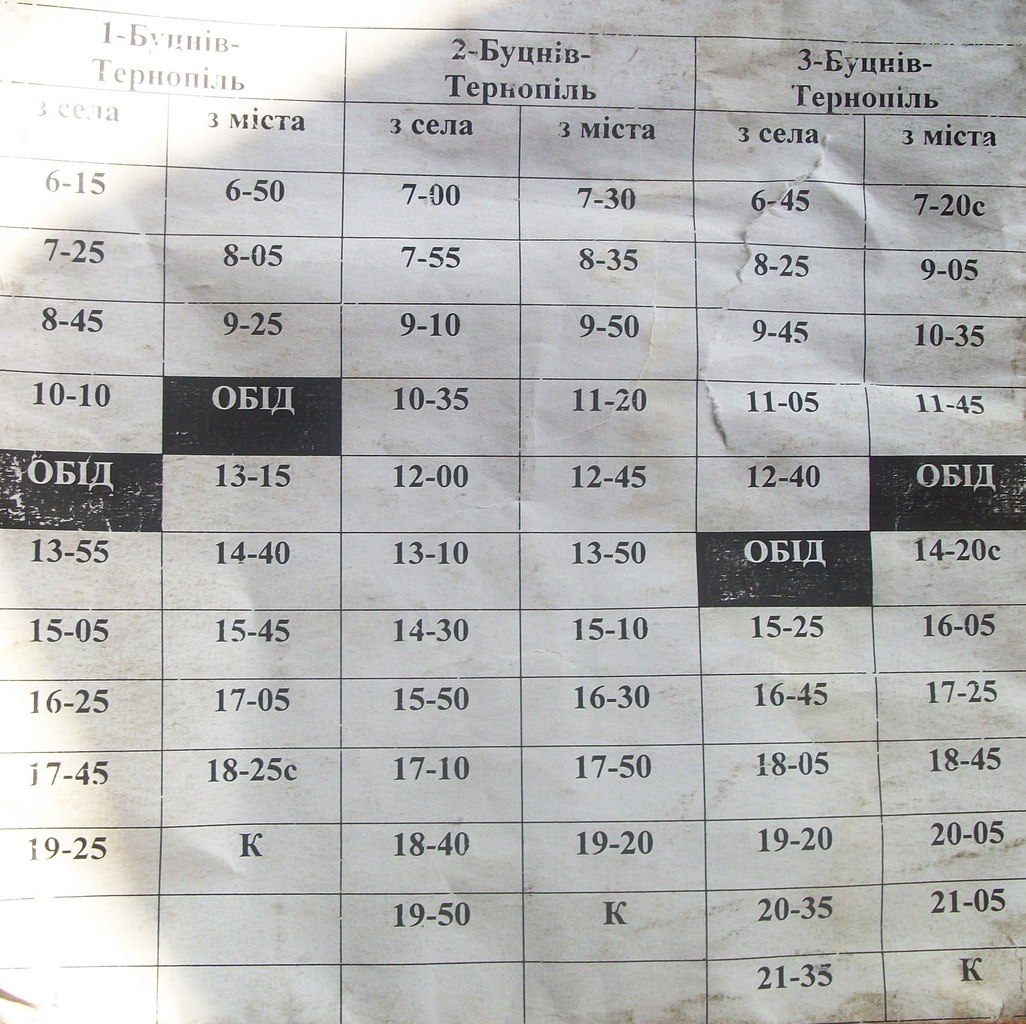 1-Буцнів-Тернопіль 2-Буцнів-Тернопіль 3-Буцнів-Тернопіль
з села з міста з села з міста з села з міста
6-15 6-50 7-00 7-30 6-45 7-20с
7-25 8-05 7-55 8-35 8-25 9-05
8-45 9-25 9-10 9-50 9-45 10-35
10-10 ОБІД 10-35 11-20 11-05 11-45
ОБІД 13-15 12-00 12-45 12-40 ОБІД
13-55 14-40 13-10 13-50 ОБІД 14-20с
15-05 15-45 14-30 15-10 15-25 16-05
16-25 17-05 15-50 16-30 16-45 17-25
17-45 18-25с 17-10 17-50 18-05 18-45
19-25 К 18-40 19-20 19-20 20-05
19-50 К 20-35 21-05
21-35 К